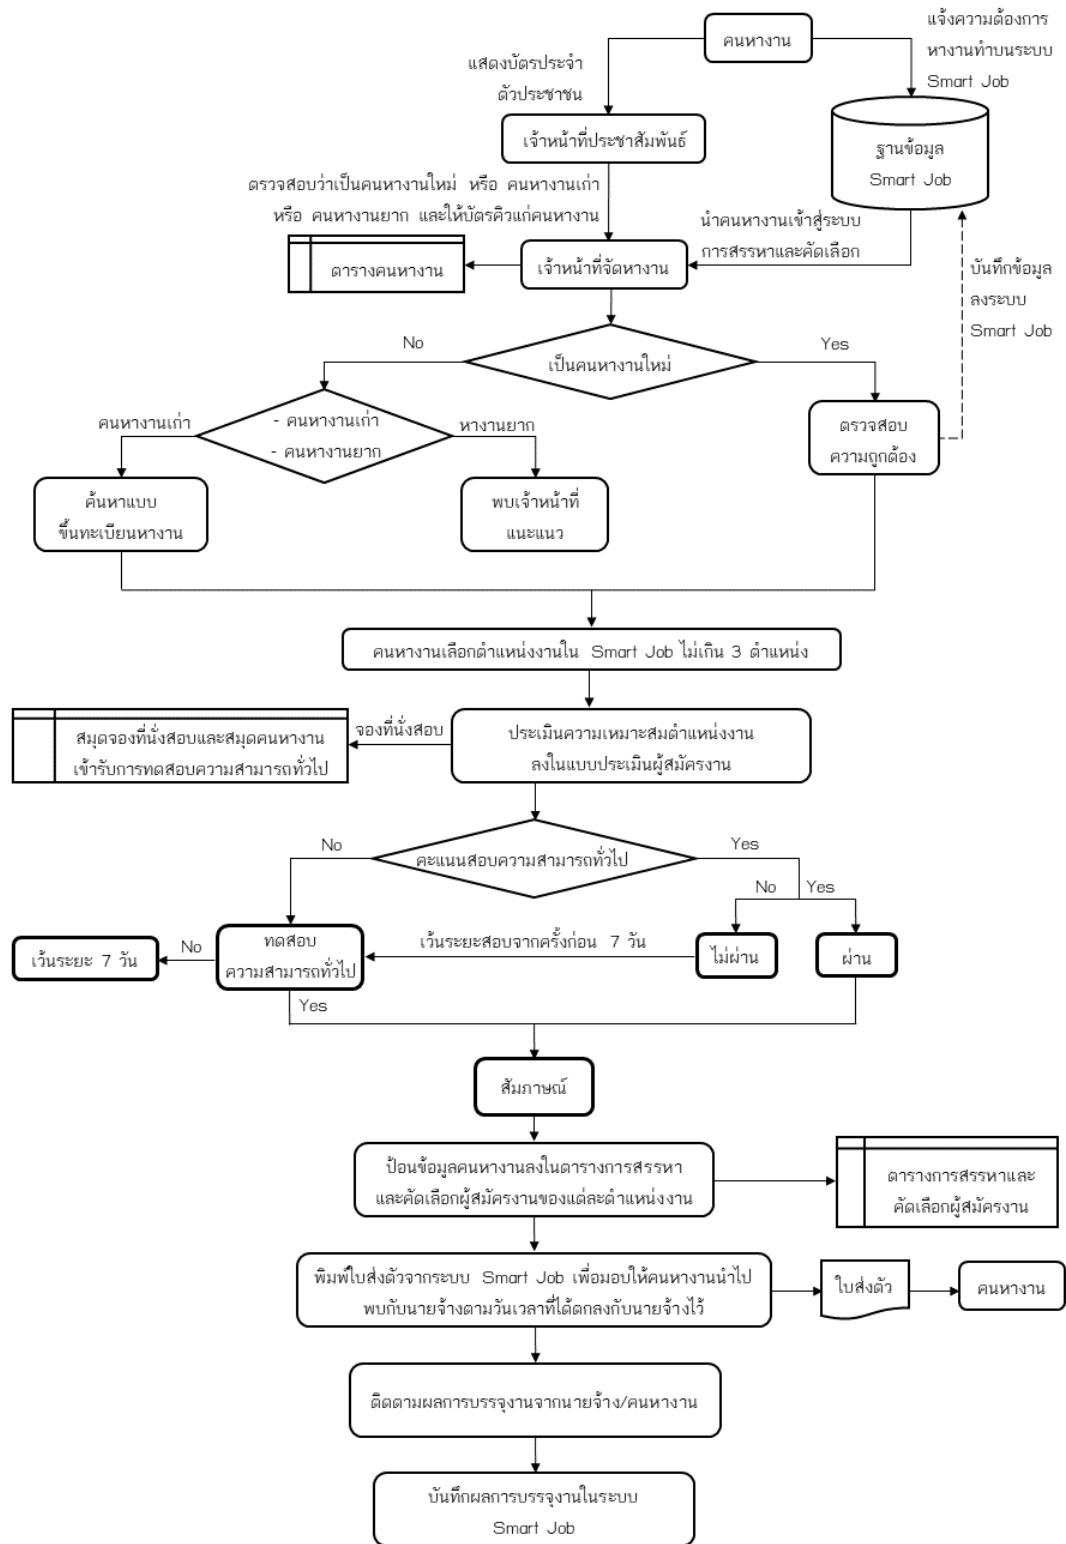 คนหางาน
แจ้งความต้องการ
หางานทำบนระบบ
Smart Job
แสดงบัตรประจำ
ตัวประชาชน
เจ้าหน้าที่ประชาสัมพันธ์
ฐานข้อมูล
Smart Job
ตรวจสอบว่าเป็นคนหางานใหม่ หรือ คนหางานเก่า
หรือ คนหางานยาก และให้บัตรคิวแก่คนหางาน
นำคนหางานเข้าสู่ระบบ
การสรรหาและคัดเลือก
ตารางคนหางาน
เจ้าหน้าที่จัดหางาน
บันทึกข้อมูล
ลงระบบ
Smart Job
No
เป็นคนหางานใหม่
Yes
คนหางานเก่า
- คนหางานเก่า
- คนหางานยาก
หางานยาก
ตรวจสอบ
ความถูกต้อง
ค้นหาแบบ
ขึ้นทะเบียนหางาน
พบเจ้าหน้าที่
แนะแนว
คนหางานเลือกตำแหน่งงานใน Smart Job ไม่เกิน 3 ตำแหน่ง
สมุดจองที่นั่งสอบและสมุดคนหางาน
เข้ารับการทดสอบความสามารถทั่วไป
จองที่นั่งสอบ
ประเมินความเหมาะสมตำแหน่งงาน
ลงในแบบประเมินผู้สมัครงาน
No
คะแนนสอบความสามารถทั่วไป
Yes
No
Yes
เว้นระยะ 7 วัน
No
ทดสอบ
ความสามารถทั่วไป
เว้นระยะสอบจากครั้งก่อน 7 วัน
ไม่ผ่าน
ผ่าน
Yes
สัมภาษณ์
ป้อนข้อมูลคนหางานลงในตารางการสรรหา
และคัดเลือกผู้สมัครงานของแต่ละตำแหน่งงาน
ตารางการสรรหาและ
คัดเลือกผู้สมัครงาน
พิมพ์ใบส่งตัวจากระบบ Smart Job เพื่อมอบให้คนหางานนำไป
พบกับนายจ้างตามวันเวลาที่ได้ตกลงกับนายจ้างไว้
ใบส่งตัว
คนหางาน
ติดตามผลการบรรจุงานจากนายจ้าง/คนหางาน
บันทึกผลการบรรจุงานในระบบ
Smart Job